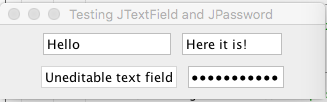 Testing JTextField and JPassword
Hello Here it is!
Uneditable text field ●●●●●●●●●●●